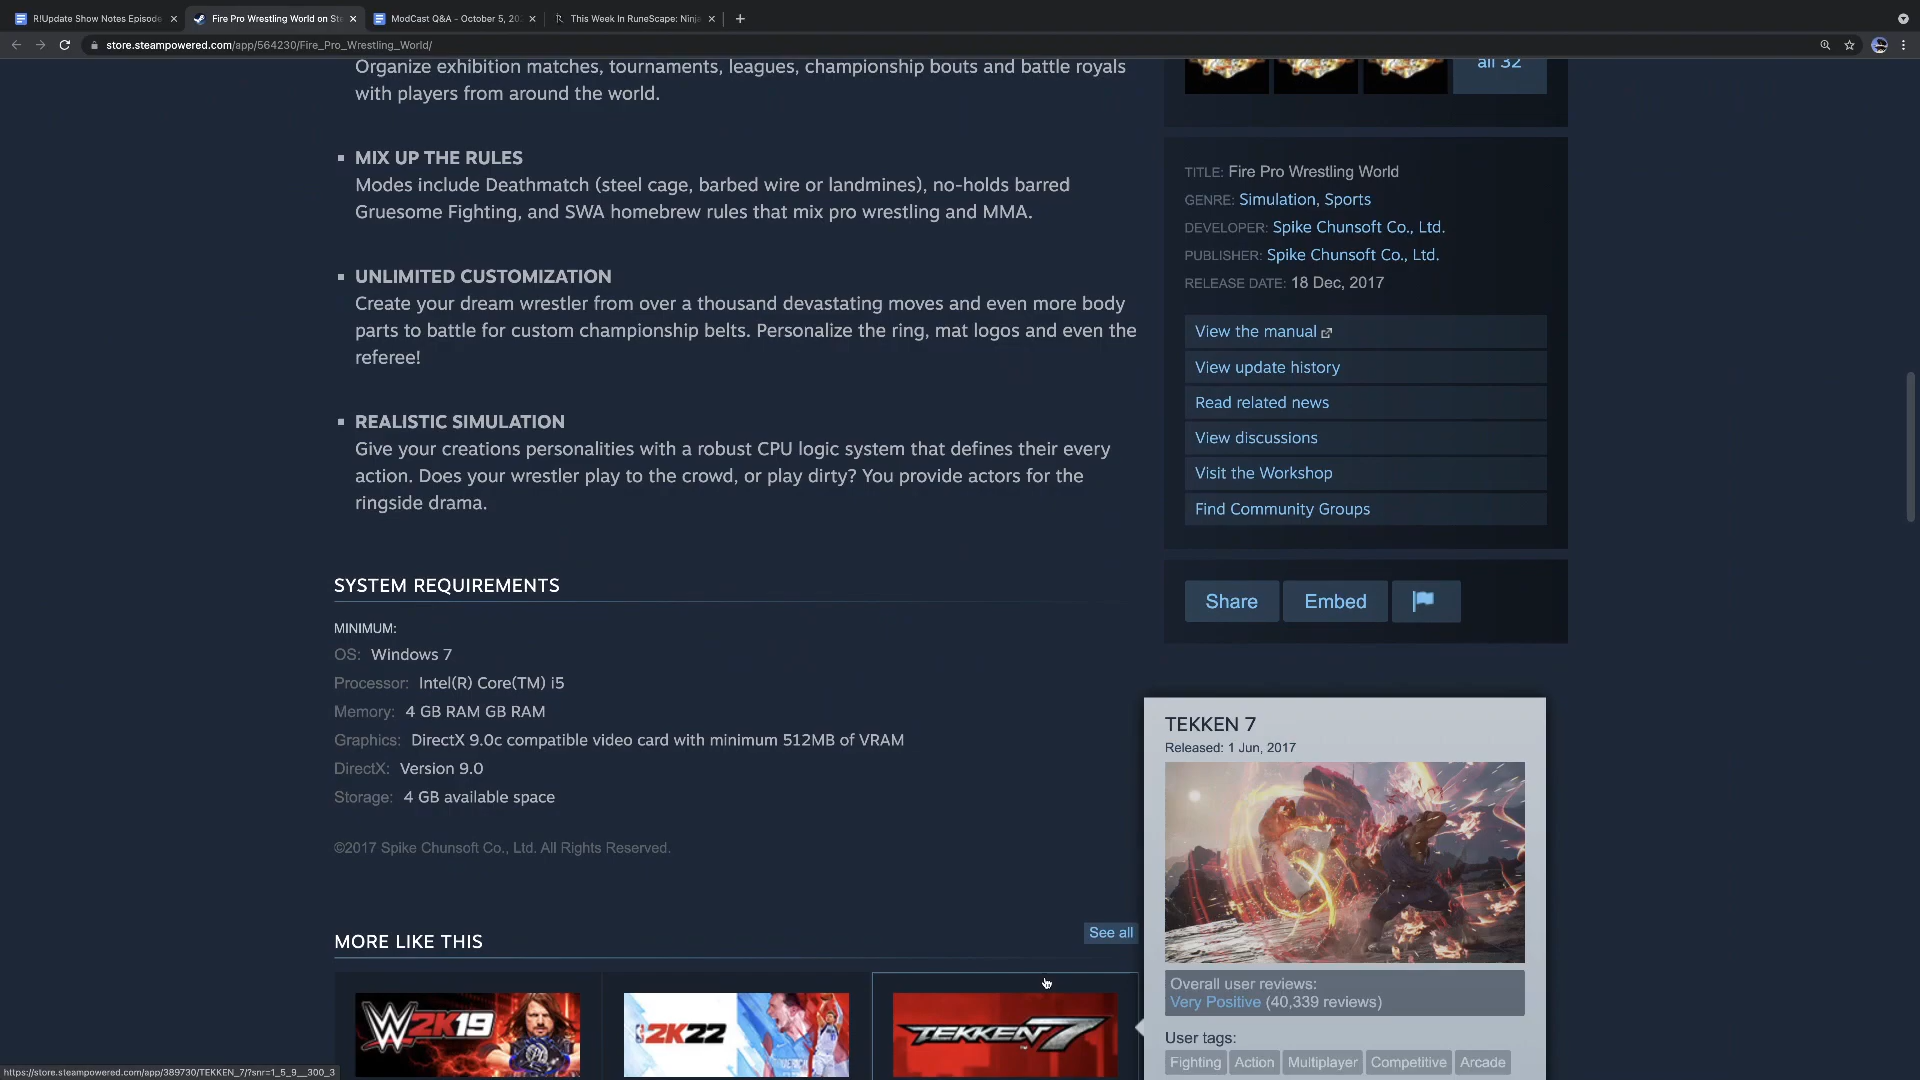 R!Update Show Notes Episode
Fire Pro Wrestling World on Ste
ModCast Q&A - October 5, 202
This Week In RuneScape: Ninja
store.steampowered.com/app/564230/Fire_Pro_Wrestling_World/
Organize exhibition matches, tournaments, leagues, championship bouts and battle royals
with players from around the world.
MIX UP THE RULES
Modes include Deathmatch (steel cage, barbed wire or landmines), no-holds barred
Gruesome Fighting, and SWA homebrew rules that mix pro wrestling and MMA.
UNLIMITED CUSTOMIZATION
Create your dream wrestler from over a thousand devastating moves and even more body
parts to battle for custom championship belts. Personalize the ring, mat logos and even the
referee!
REALISTIC SIMULATION
Give your creations personalities with a robust CPU logic system that defines their every
action. Does your wrestler play to the crowd, or play dirty? You provide actors for the
ringside drama.
SYSTEM REQUIREMENTS
MINIMUM:
OS: Windows 7
Processor: Intel(R) Core(TM) i5
Memory: 4 GB RAM GB RAM
Graphics: DirectX 9.0c compatible video card with minimum 512MB of VRAM
DirectX: Version 9.0
Storage: 4 GB available space
©2017 Spike Chunsoft Co., Ltd. All Rights Reserved.
MORE LIKE THIS
See all
W2K19
2K22
TEKKEN 7
all 32
TITLE: Fire Pro Wrestling World
GENRE: Simulation, Sports
DEVELOPER: Spike Chunsoft Co., Ltd.
PUBLISHER: Spike Chunsoft Co., Ltd.
RELEASE DATE: 18 Dec, 2017
View the manual
View update history
Read related news
View discussions
Visit the Workshop
Find Community Groups
Share
Embed
TEKKEN 7
Released: 1 Jun, 2017
Overall user reviews:
Very Positive (40,339 reviews)
User tags:
Fighting Action Multiplayer Competitive Arcade
https://store.steampowered.com/app/389730/TEKKEN_7/?snr=1_5_9__300_3